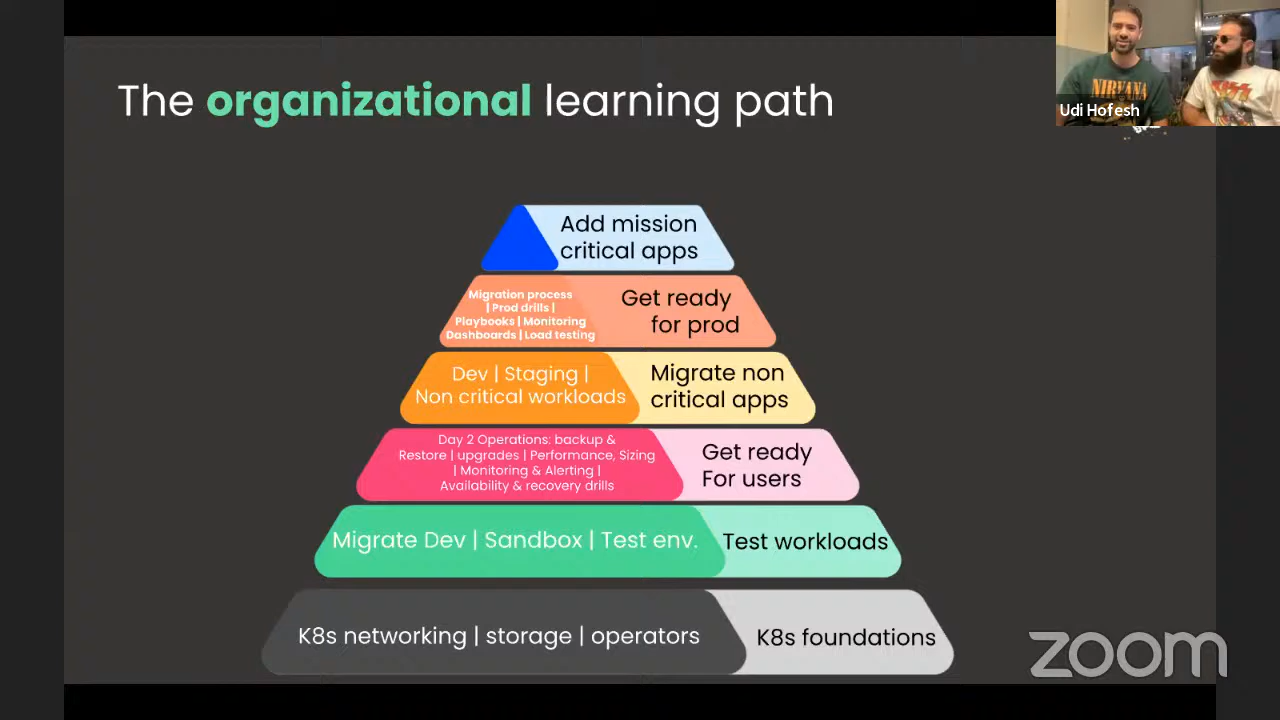 The organizational learning path
NIRVANA
KISS
Udi Hofesh
Add mission
critical apps
Migration process
| Prod drills |
Playbooks | Monitoring
Dashboards | Load testing
Get ready
for prod
Dev | Staging |
Non critical workloads
Migrate non
critical apps
Day 2 Operations: backup &
Restore | upgrades | Performance, Sizing
| Monitoring & Alerting |
Availability & recovery drills
Get ready
For users
Migrate Dev | Sandbox | Test env.
Test workloads
K8s networking | storage | operators
K8s foundations
zoom